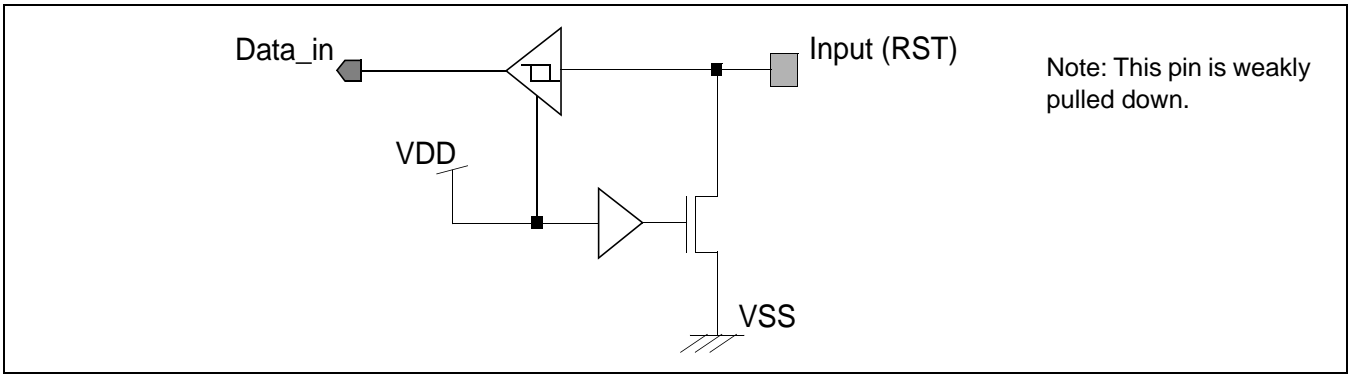 Data_in
Input (RST)
Note: This pin is weakly
pulled down.
VDD
VSS